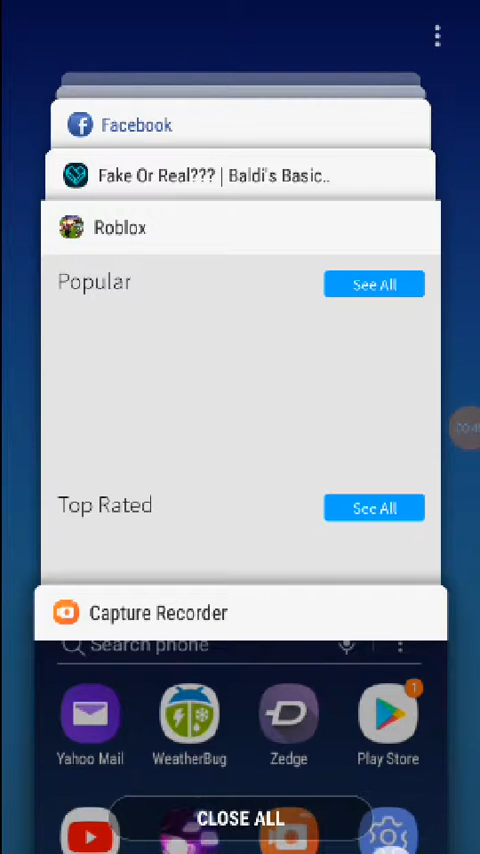 Facebook
Fake Or Real??? | Baldi's Basic..
Roblox
Popular
See All
Top Rated
See All
Capture Recorder
Search phone
Yahoo Mail
WeatherBug
Zedge
1
Play Store
CLOSE ALL